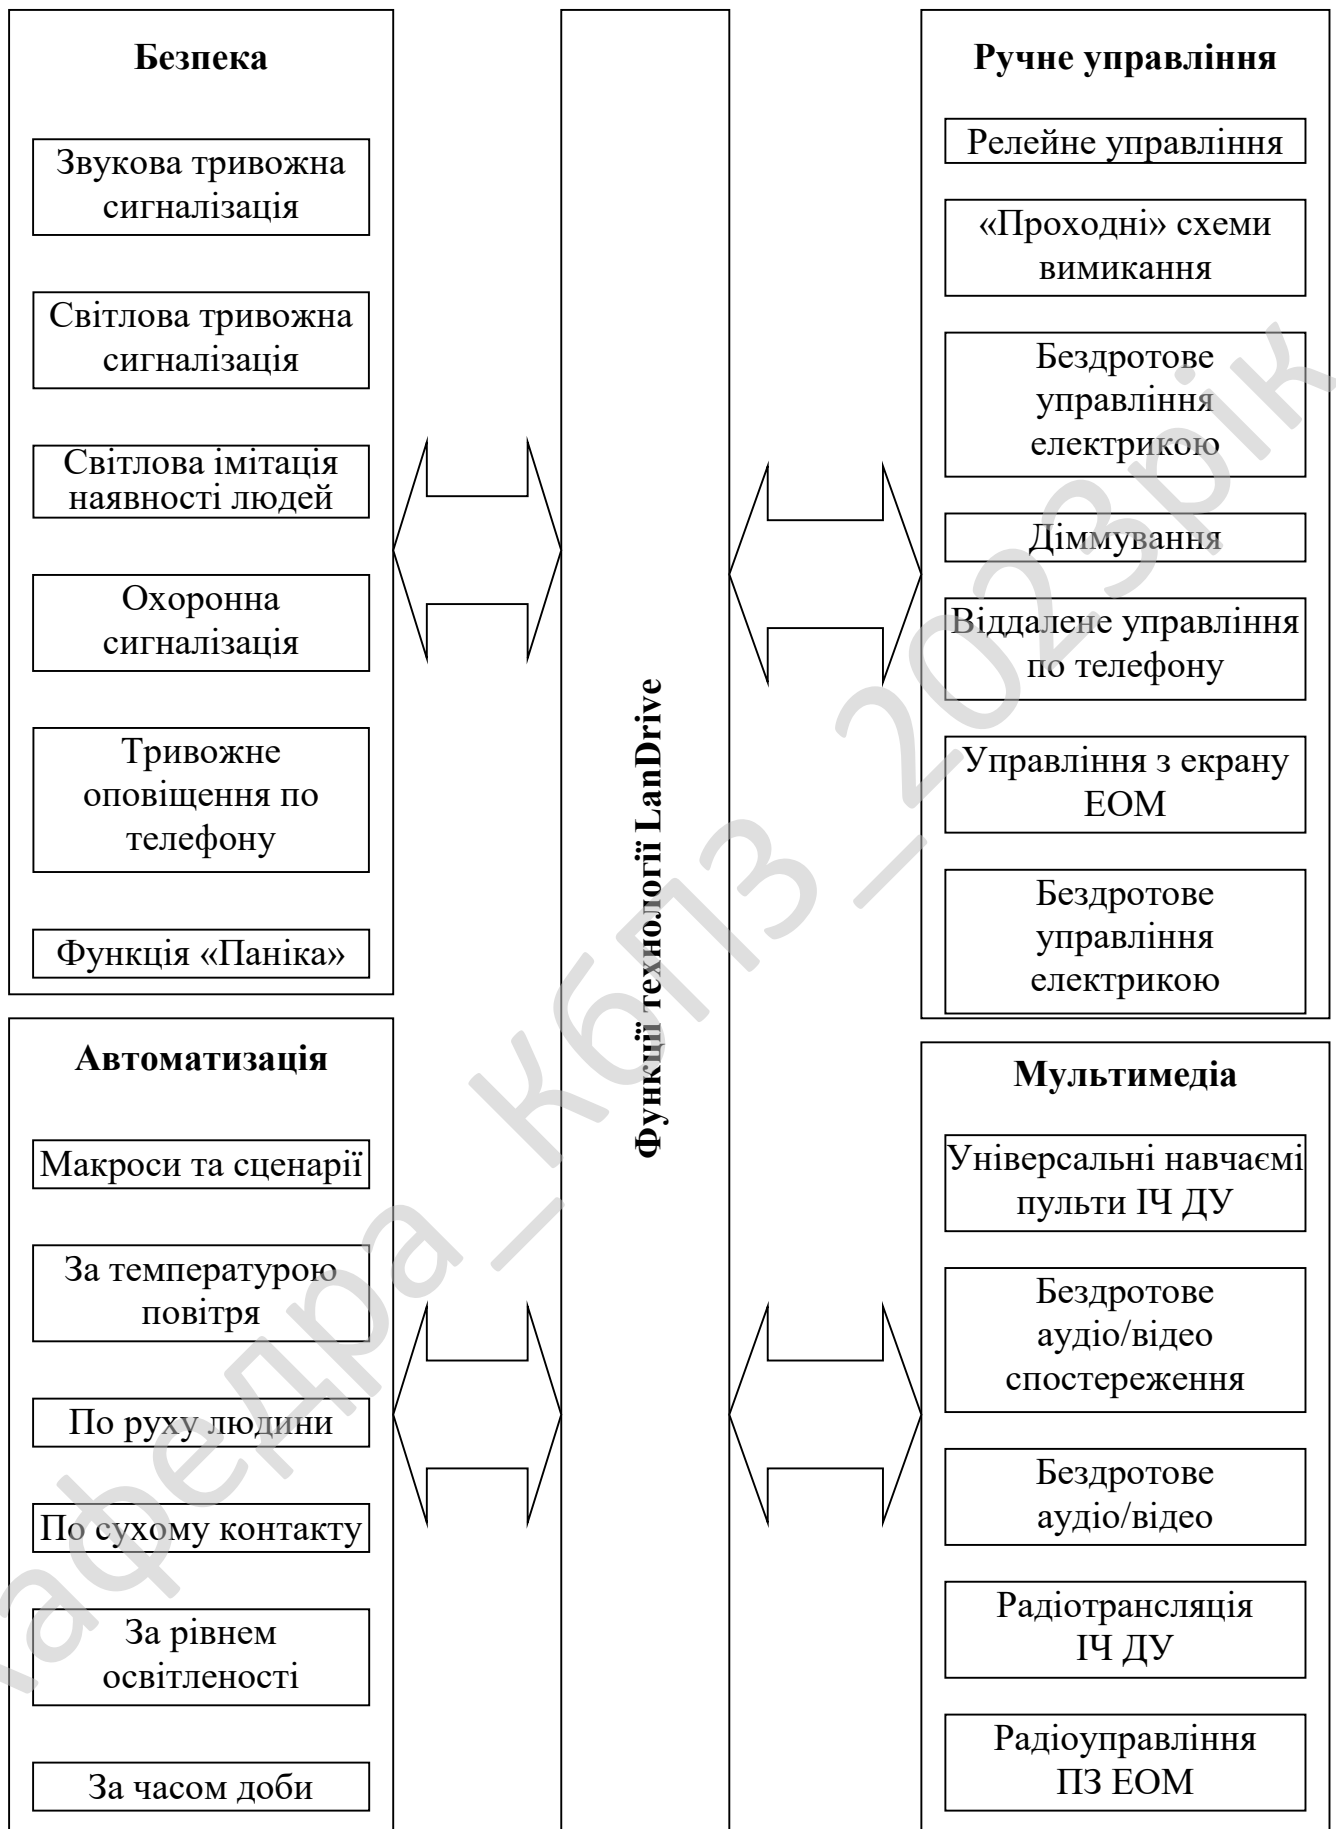 Безпека
Звукова тривожна
сигналізація
Світлова тривожна
сигналізація
Світлова імітація
наявності людей
Охоронна
сигналізація
Тривожне
оповіщення по
телефону
Функція «Паніка»
Автоматизація
Макроси та сценарії
За температурою
повітря
По руху людини
По сухому контакту
За рівнем
освітленості
За часом доби
Функції технології LanDrive
Ручне управління
Релейне управління
«Проходні» схеми
вимикання
Бездротове
управління
електрикою
Діммування
Віддалене управління
по телефону
Управління з екрану
ЕОМ
Бездротове
управління
електрикою
Мультимедіа
Універсальні навчаємі
пульти ІЧ ДУ
Бездротове
аудіо/відео
спостереження
Бездротове
аудіо/відео
Радіотрансляція
ІЧ ДУ
Радіоуправління
ПЗ ЕОМ
кафедра_КбПЗ_2023рік